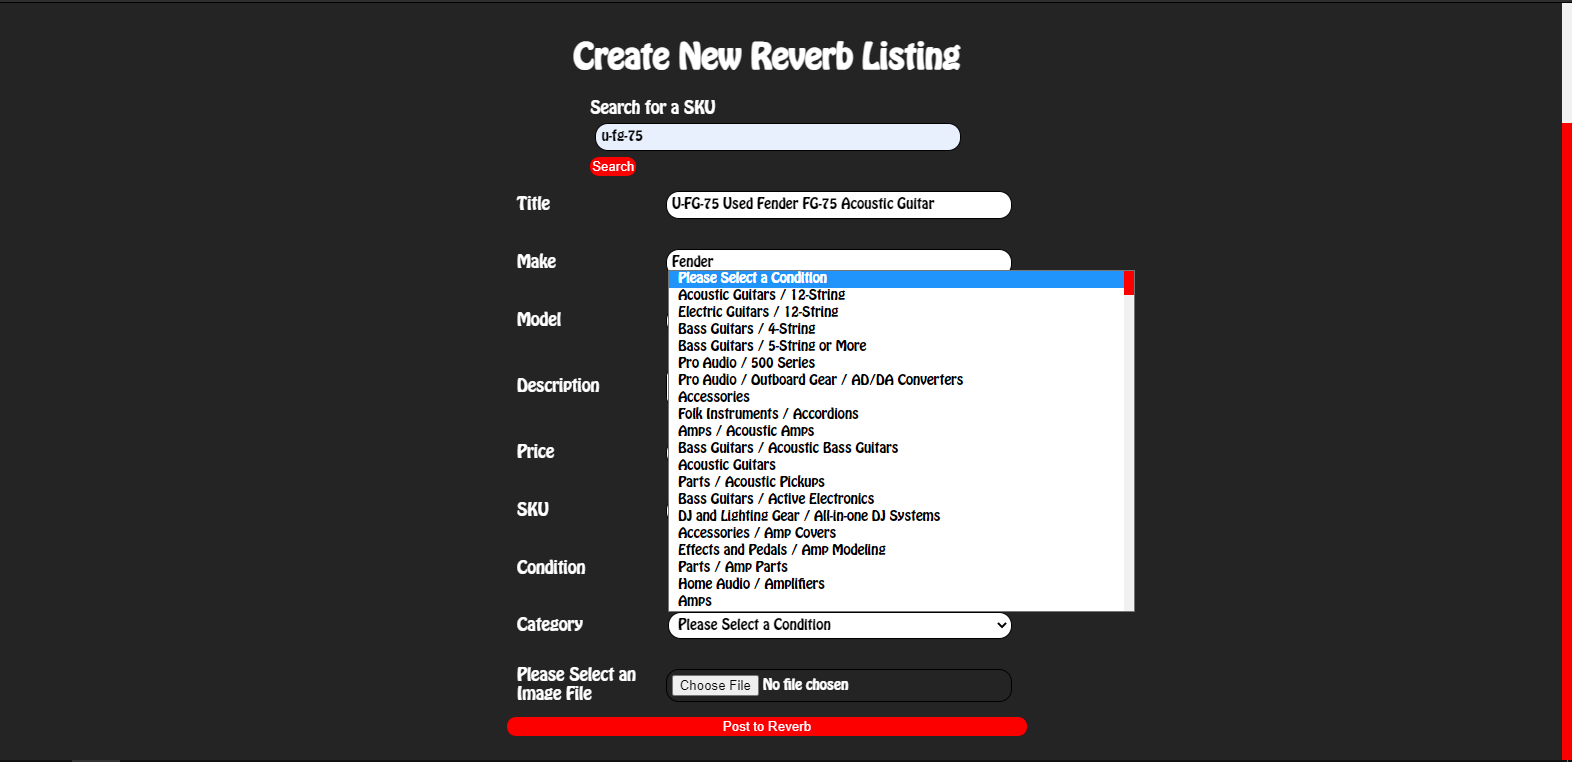 Create New Reverb Listing
Search for a SKU
u-fg-75
Search
Title
U-FG-75 Used Fender FG-75 Acoustic Guitar
Make
Fender
Please Select a Condition
Acoustic Guitars / 12-String
Electric Guitars / 12-String
Bass Guitars / 4-String
Bass Guitars / 5-String or More
Pro Audio / 500 Series
Pro Audio / Outboard Gear / AD/DA Converters
Accessories
Folk Instruments / Accordions
Amps / Acoustic Amps
Bass Guitars / Acoustic Bass Guitars
Acoustic Guitars
Parts / Acoustic Pickups
Bass Guitars / Active Electronics
DJ and Lighting Gear / All-in-one DJ Systems
Accessories / Amp Covers
Effects and Pedals / Amp Modeling
Parts / Amp Parts
Home Audio / Amplifiers
Amps
Model
Description
Price
SKU
Condition
Category
Please Select a Condition
Please Select an
Image File
Choose File No file chosen
Post to Reverb